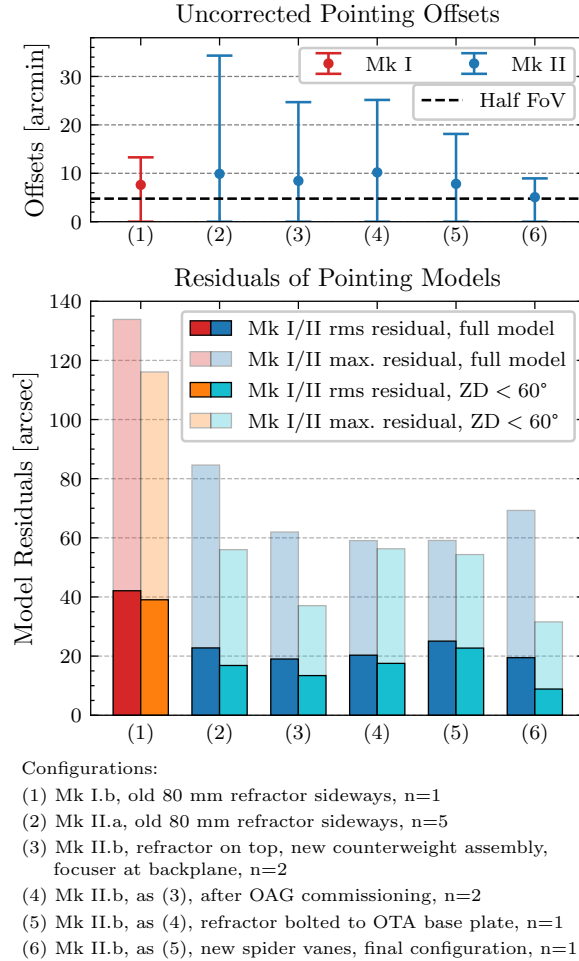 Uncorrected Pointing Offsets
Offsets [arcmin]
30
20
10
0
Mk I
Mk II
Half FoV
(1) (2) (3) (4) (5) (6)
Residuals of Pointing Models
Model Residuals [arcsec]
140
120
100
80
60
40
20
0
Mk I/II rms residual, full model
Mk I/II max. residual, full model
Mk I/II rms residual, ZD < 60°
Mk I/II max. residual, ZD < 60°
(1) (2) (3) (4) (5) (6)
Configurations:
(1) Mk I.b, old 80 mm refractor sideways, n=1
(2) Mk II.a, old 80 mm refractor sideways, n=5
(3) Mk II.b, refractor on top, new counterweight assembly,
focuser at backplane, n=2
(4) Mk II.b, as (3), after OAG commissioning, n=2
(5) Mk II.b, as (4), refractor bolted to OTA base plate, n=1
(6) Mk II.b, as (5), new spider vanes, final configuration, n=1